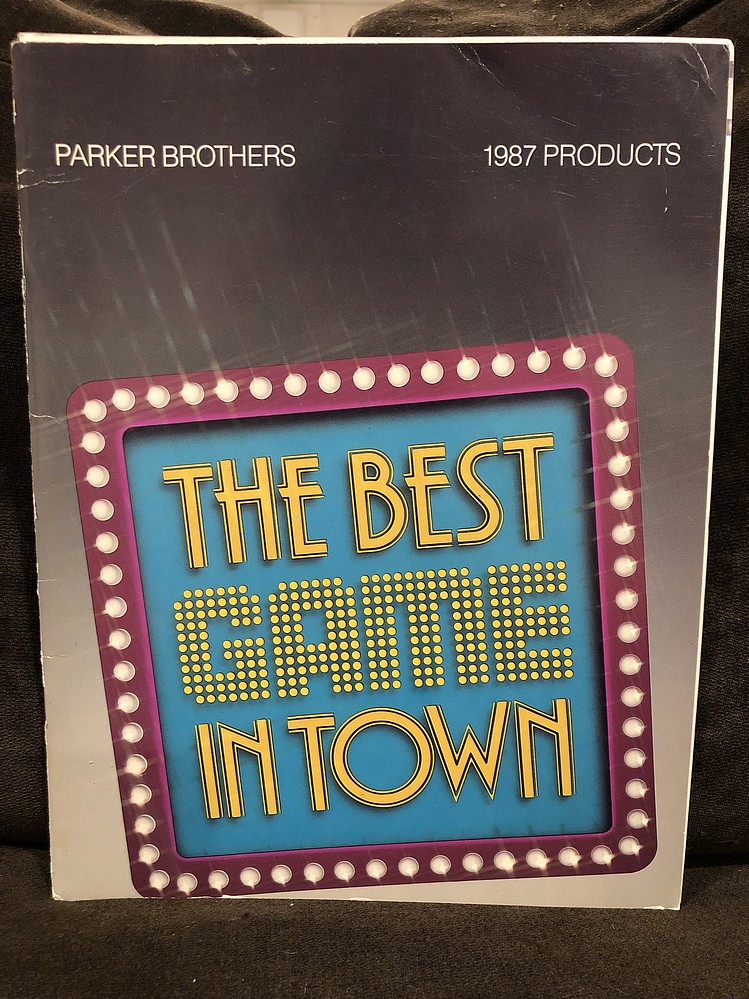 PARKER BROTHERS 1987 PRODUCTS
THE BEST
GAME
IN TOWN